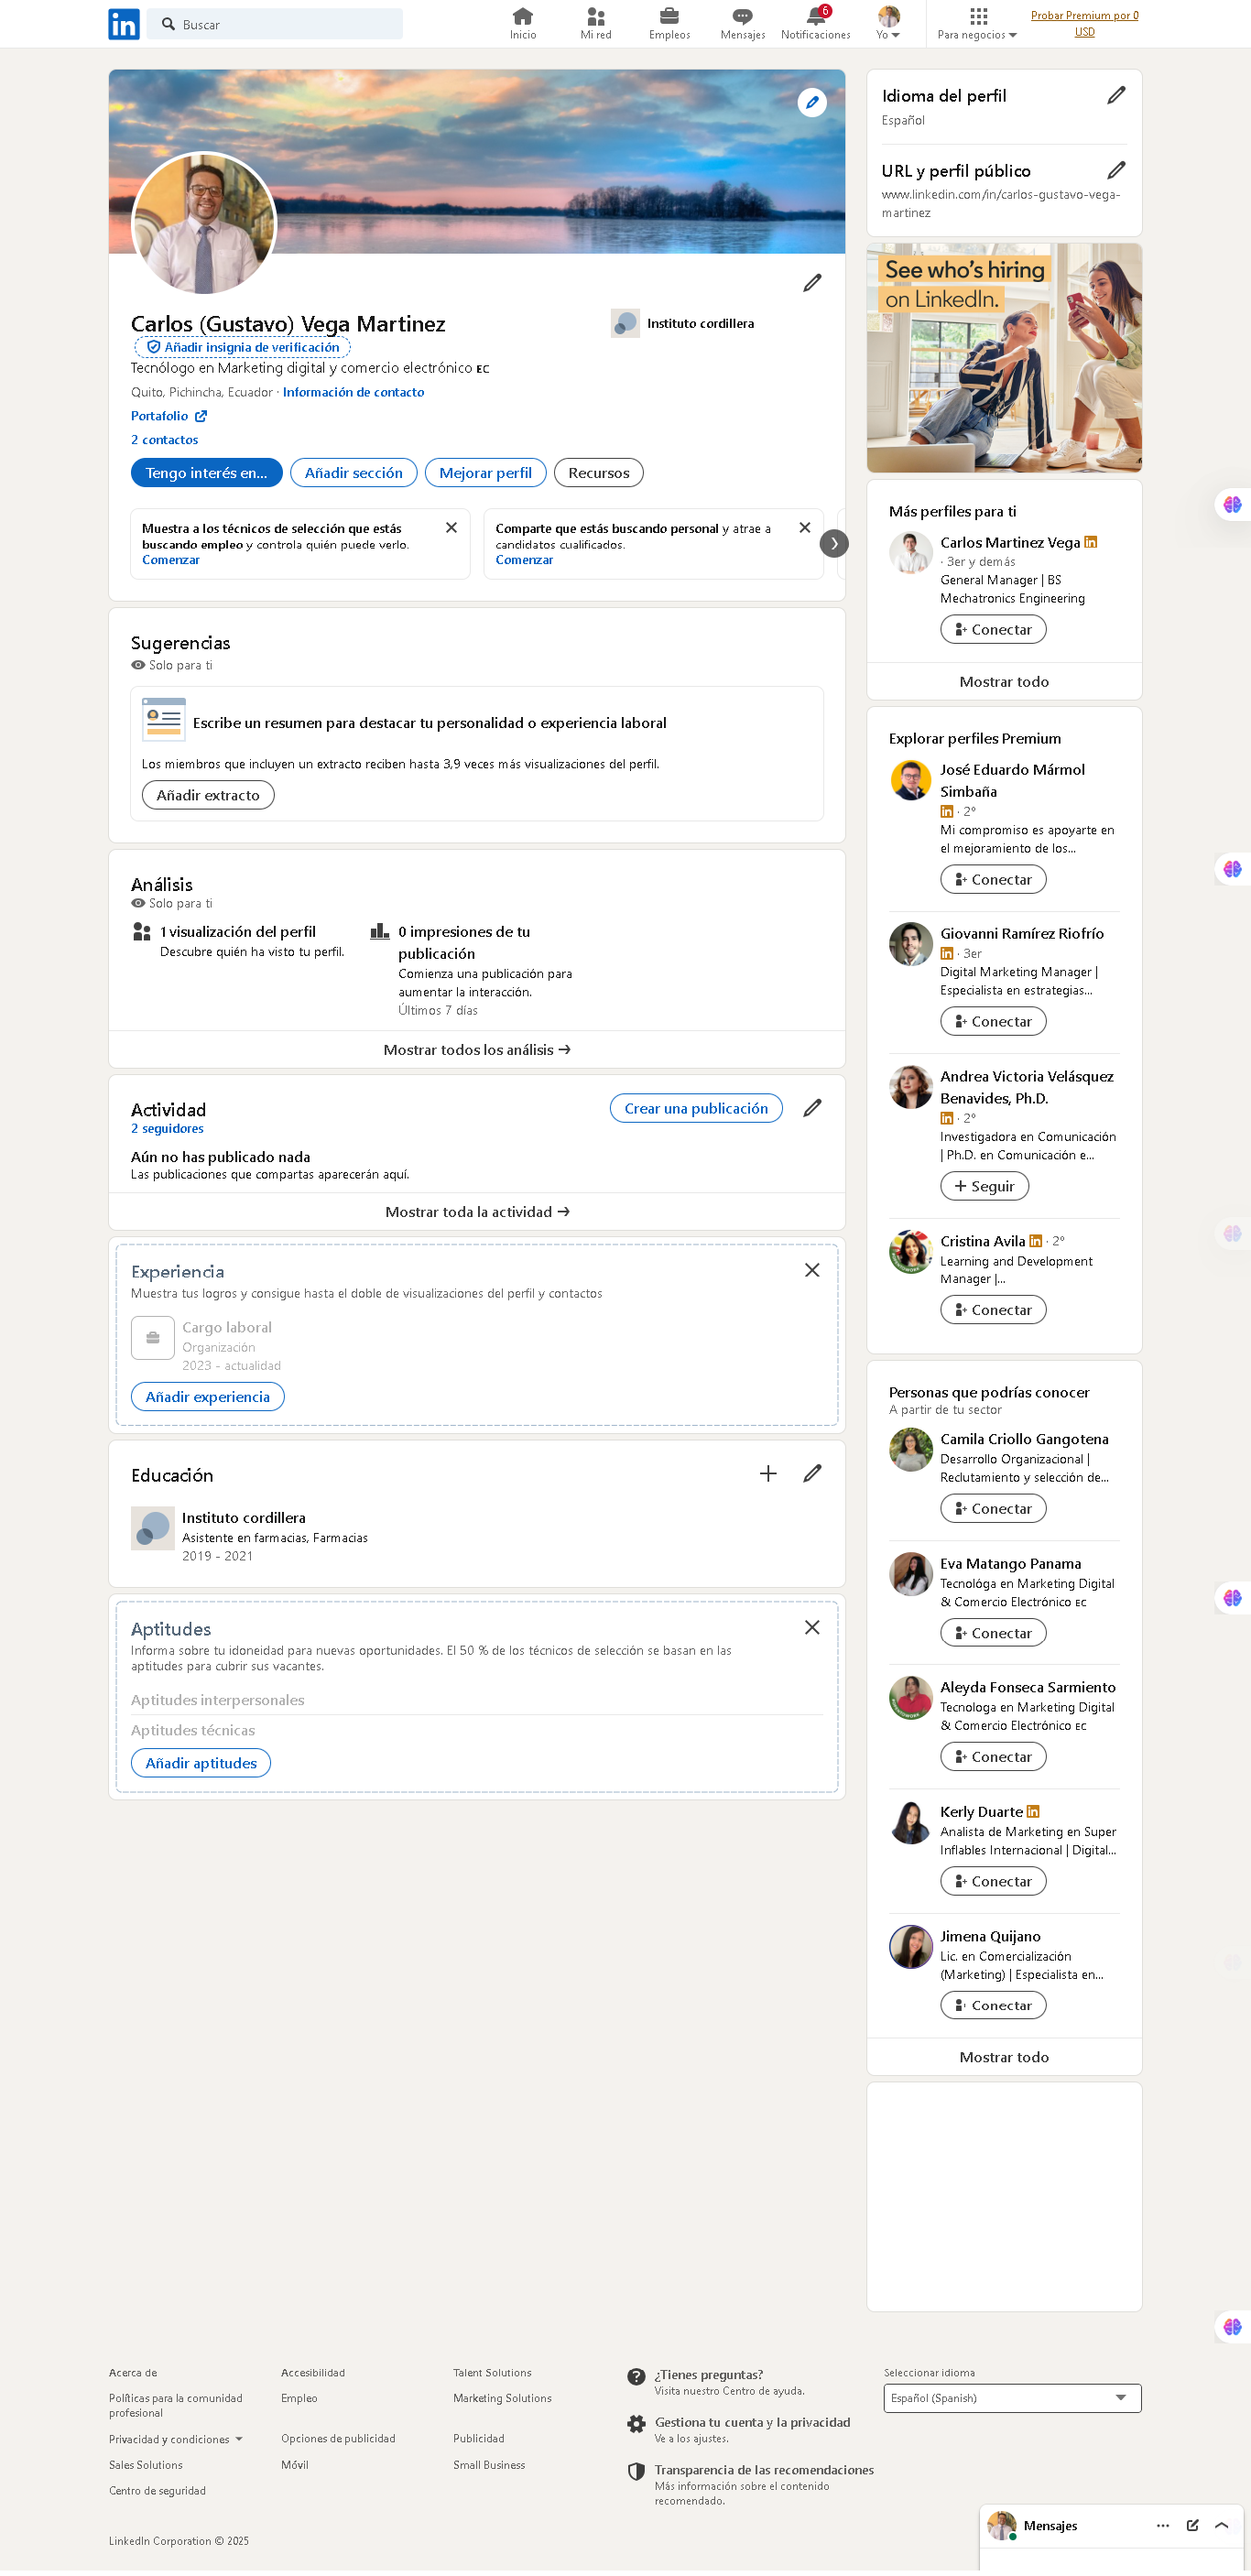 in
Buscar
Inicio
Mi red
Empleos
Mensajes
6
Notificaciones
Yo
Para negocios
Probar Premium por 0
USD
Carlos (Gustavo) Vega Martinez
Añadir insignia de verificación
Tecnólogo en Marketing digital y comercio electrónico EC
Quito, Pichincha, Ecuador · Información de contacto
Portafolio
2 contactos
Instituto cordillera
Tengo interés en...
Añadir sección
Mejorar perfil
Recursos
Muestra a los técnicos de selección que estás
buscando empleo y controla quién puede verlo.
Comenzar
Comparte que estás buscando personal y atrae a
candidatos cualificados.
Comenzar
Sugerencias
Solo para ti
Escribe un resumen para destacar tu personalidad o experiencia laboral
Los miembros que incluyen un extracto reciben hasta 3,9 veces más visualizaciones del perfil.
Añadir extracto
Análisis
Solo para ti
1 visualización del perfil
Descubre quién ha visto tu perfil.
0 impresiones de tu
publicación
Comienza una publicación para
aumentar la interacción.
Últimos 7 días
Mostrar todos los análisis
Actividad
2 seguidores
Crear una publicación
Aún no has publicado nada
Las publicaciones que compartas aparecerán aquí.
Mostrar toda la actividad
Experiencia
Muestra tus logros y consigue hasta el doble de visualizaciones del perfil y contactos
Cargo laboral
Organización
2023 - actualidad
Añadir experiencia
Educación
Instituto cordillera
Asistente en farmacias, Farmacias
2019 - 2021
Aptitudes
Informa sobre tu idoneidad para nuevas oportunidades. El 50 % de los técnicos de selección se basan en las
aptitudes para cubrir sus vacantes.
Aptitudes interpersonales
Aptitudes técnicas
Añadir aptitudes
Idioma del perfil
Español
URL y perfil público
www.linkedin.com/in/carlos-gustavo-vega-
martinez
See who's hiring
on LinkedIn.
Más perfiles para ti
Carlos Martinez Vega in
· 3er y demás
General Manager | BS
Mechatronics Engineering
Conectar
Mostrar todo
Explorar perfiles Premium
José Eduardo Mármol
Simbaña
in · 2º
Mi compromiso es apoyarte en
el mejoramiento de los...
Conectar
Giovanni Ramírez Riofrío
in · 3er
Digital Marketing Manager |
Especialista en estrategias...
Conectar
Andrea Victoria Velásquez
Benavides, Ph.D.
in · 2º
Investigadora en Comunicación
| Ph.D. en Comunicación e...
Seguir
Cristina Avila in · 2º
Learning and Development
Manager |...
Conectar
Personas que podrías conocer
A partir de tu sector
Camila Criollo Gangotena
Desarrollo Organizacional |
Reclutamiento y selección de...
Conectar
Eva Matango Panama
Tecnológa en Marketing Digital
& Comercio Electrónico EC
Conectar
Aleyda Fonseca Sarmiento
Tecnologa en Marketing Digital
& Comercio Electrónico EC
Conectar
Kerly Duarte in
Analista de Marketing en Super
Inflables Internacional | Digital...
Conectar
Jimena Quijano
Lic. en Comercialización
(Marketing) | Especialista en...
Conectar
Mostrar todo
Acerca de
Accesibilidad
Talent Solutions
Políticas para la comunidad
profesional
Empleo
Marketing Solutions
Privacidad y condiciones
Opciones de publicidad
Publicidad
Sales Solutions
Móvil
Small Business
Centro de seguridad
¿Tienes preguntas?
Visita nuestro Centro de ayuda.
Gestiona tu cuenta y la privacidad
Ve a los ajustes.
Transparencia de las recomendaciones
Más información sobre el contenido
recomendado.
Seleccionar idioma
Español (Spanish)
LinkedIn Corporation © 2025
Mensajes